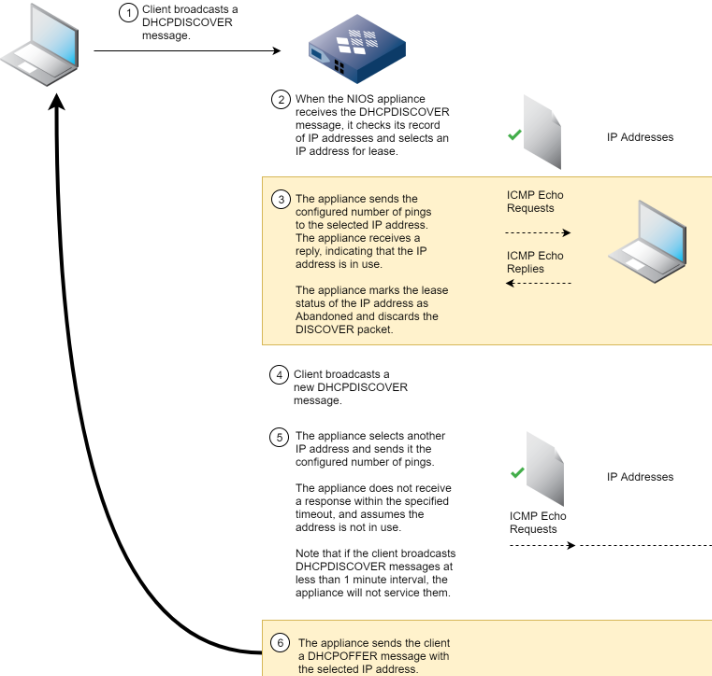 1 Client broadcasts a
DHCPDISCOVER
message.
2 When the NIOS appliance
receives the DHCPDISCOVER
message, it checks its record
of IP addresses and selects an
IP address for lease.
IP Addresses
3 The appliance sends the
configured number of pings
to the selected IP address.
The appliance receives a
reply, indicating that the IP
address is in use.
The appliance marks the lease
status of the IP address as
Abandoned and discards the
DISCOVER packet.
ICMP Echo
Requests
ICMP Echo
Replies
4 Client broadcasts a
new DHCPDISCOVER
message.
5 The appliance selects another
IP address and sends it the
configured number of pings.
The appliance does not receive
a response within the specified
timeout, and assumes the
address is not in use.
Note that if the client broadcasts
DHCPDISCOVER messages at
less than 1 minute interval, the
appliance will not service them.
IP Addresses
ICMP Echo
Requests
6 The appliance sends the client
a DHCPOFFER message with
the selected IP address.